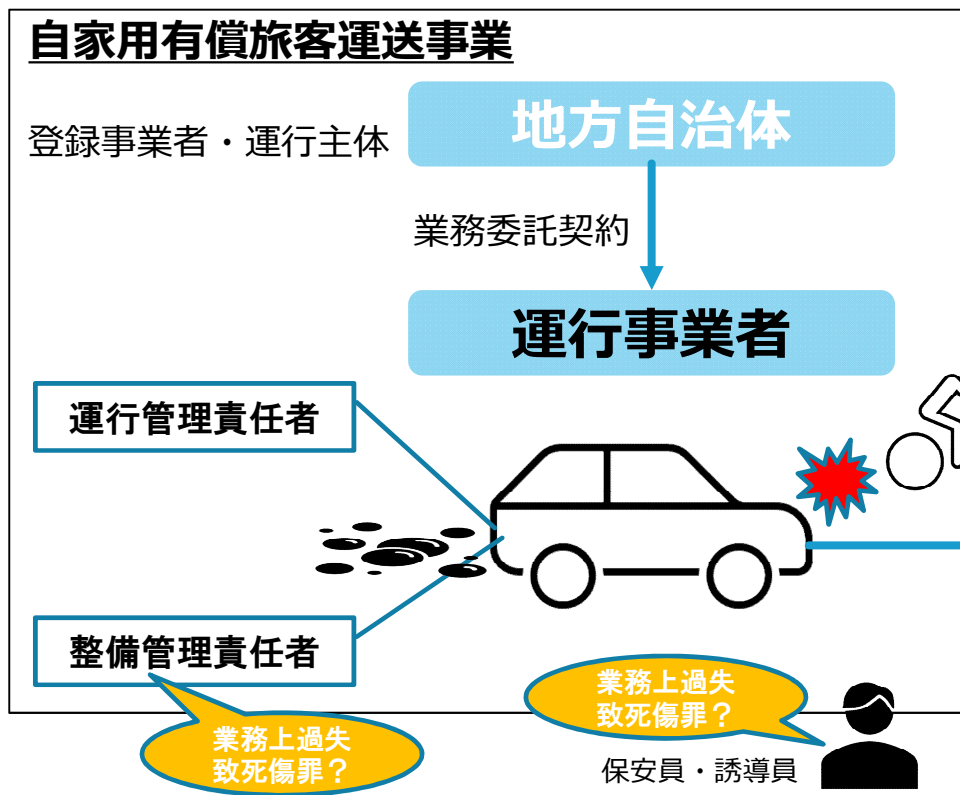 自家用有償旅客運送事業
登録事業者・運行主体
地方自治体
業務委託契約
運行事業者
運行管理責任者
整備管理責任者
業務上過失
致死傷罪？
業務上過失
致死傷罪？
保安員・誘導員